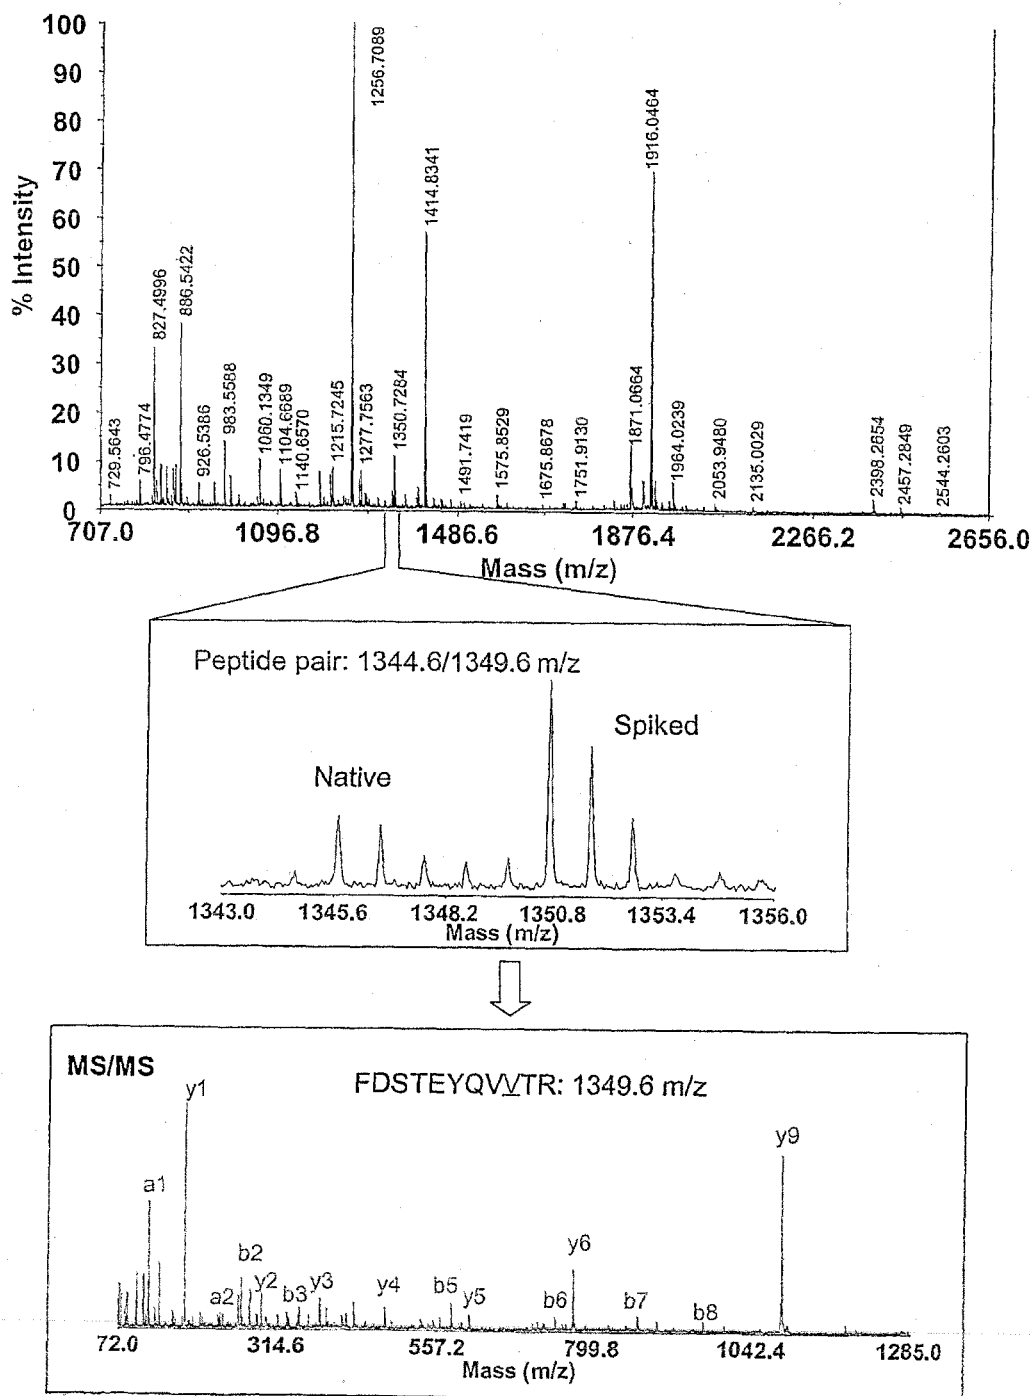 100
90
80
70
60
50
40
30
20
10
0
% Intensity
729.5643
796.4774
827.4996
886.5422
926.5386
983.5588
1060.1349
1104.6689
1140.6570
1215.7245
1256.7089
1277.7563
1350.7284
1414.8341
1491.7419
1575.8529
1675.8678
1751.9130
1871.0664
1916.0464
1964.0239
2053.9480
2135.0029
2398.2654
2457.2849
2544.2603
707.0 1096.8 1486.6 1876.4 2266.2 2656.0
Mass (m/z)
Peptide pair: 1344.6/1349.6 m/z
Spiked
Native
1343.0 1345.6 1348.2 1350.8 1353.4 1356.0
Mass (m/z)
MS/MS
FDSTEYQVVTR: 1349.6 m/z
y1
a1
a2
b2
y2
b3
y3
y4
b5
y5
b6
y6
b7
b8
y9
72.0 314.6 557.2 799.8 1042.4 1285.0
Mass (m/z)